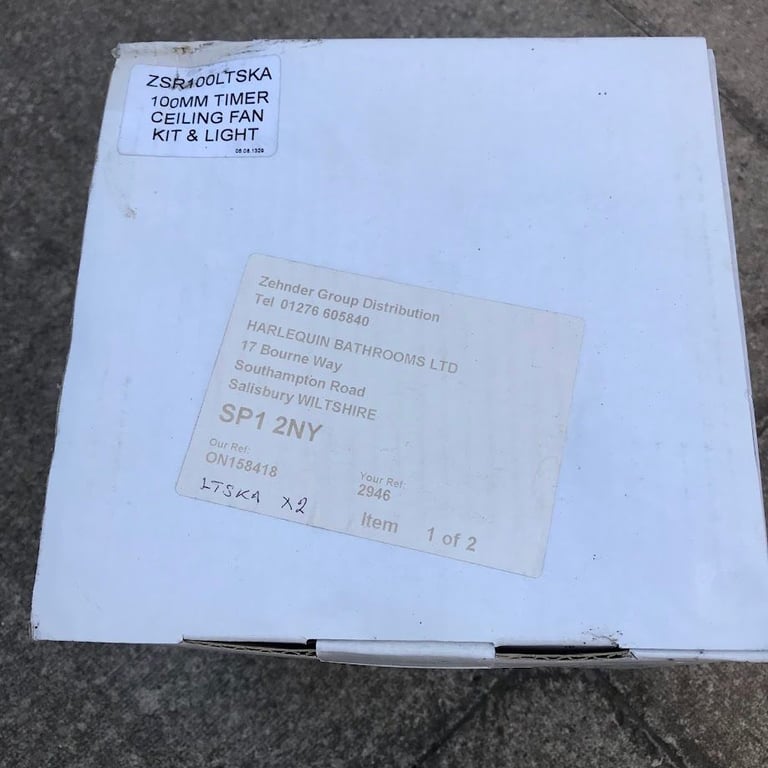 ZSR100LTSKA
100MM TIMER
CEILING FAN
KIT & LIGHT
Zehnder Group Distribution
Tel 01276 605840
HARLEQUIN BATHROOMS LTD
17 Bourne Way
Southampton Road
Salisbury WILTSHIRE
SP1 2NY
Our Ref:
ON158418
Your Ref:
2946
LTSKA X2
Item 1 of 2